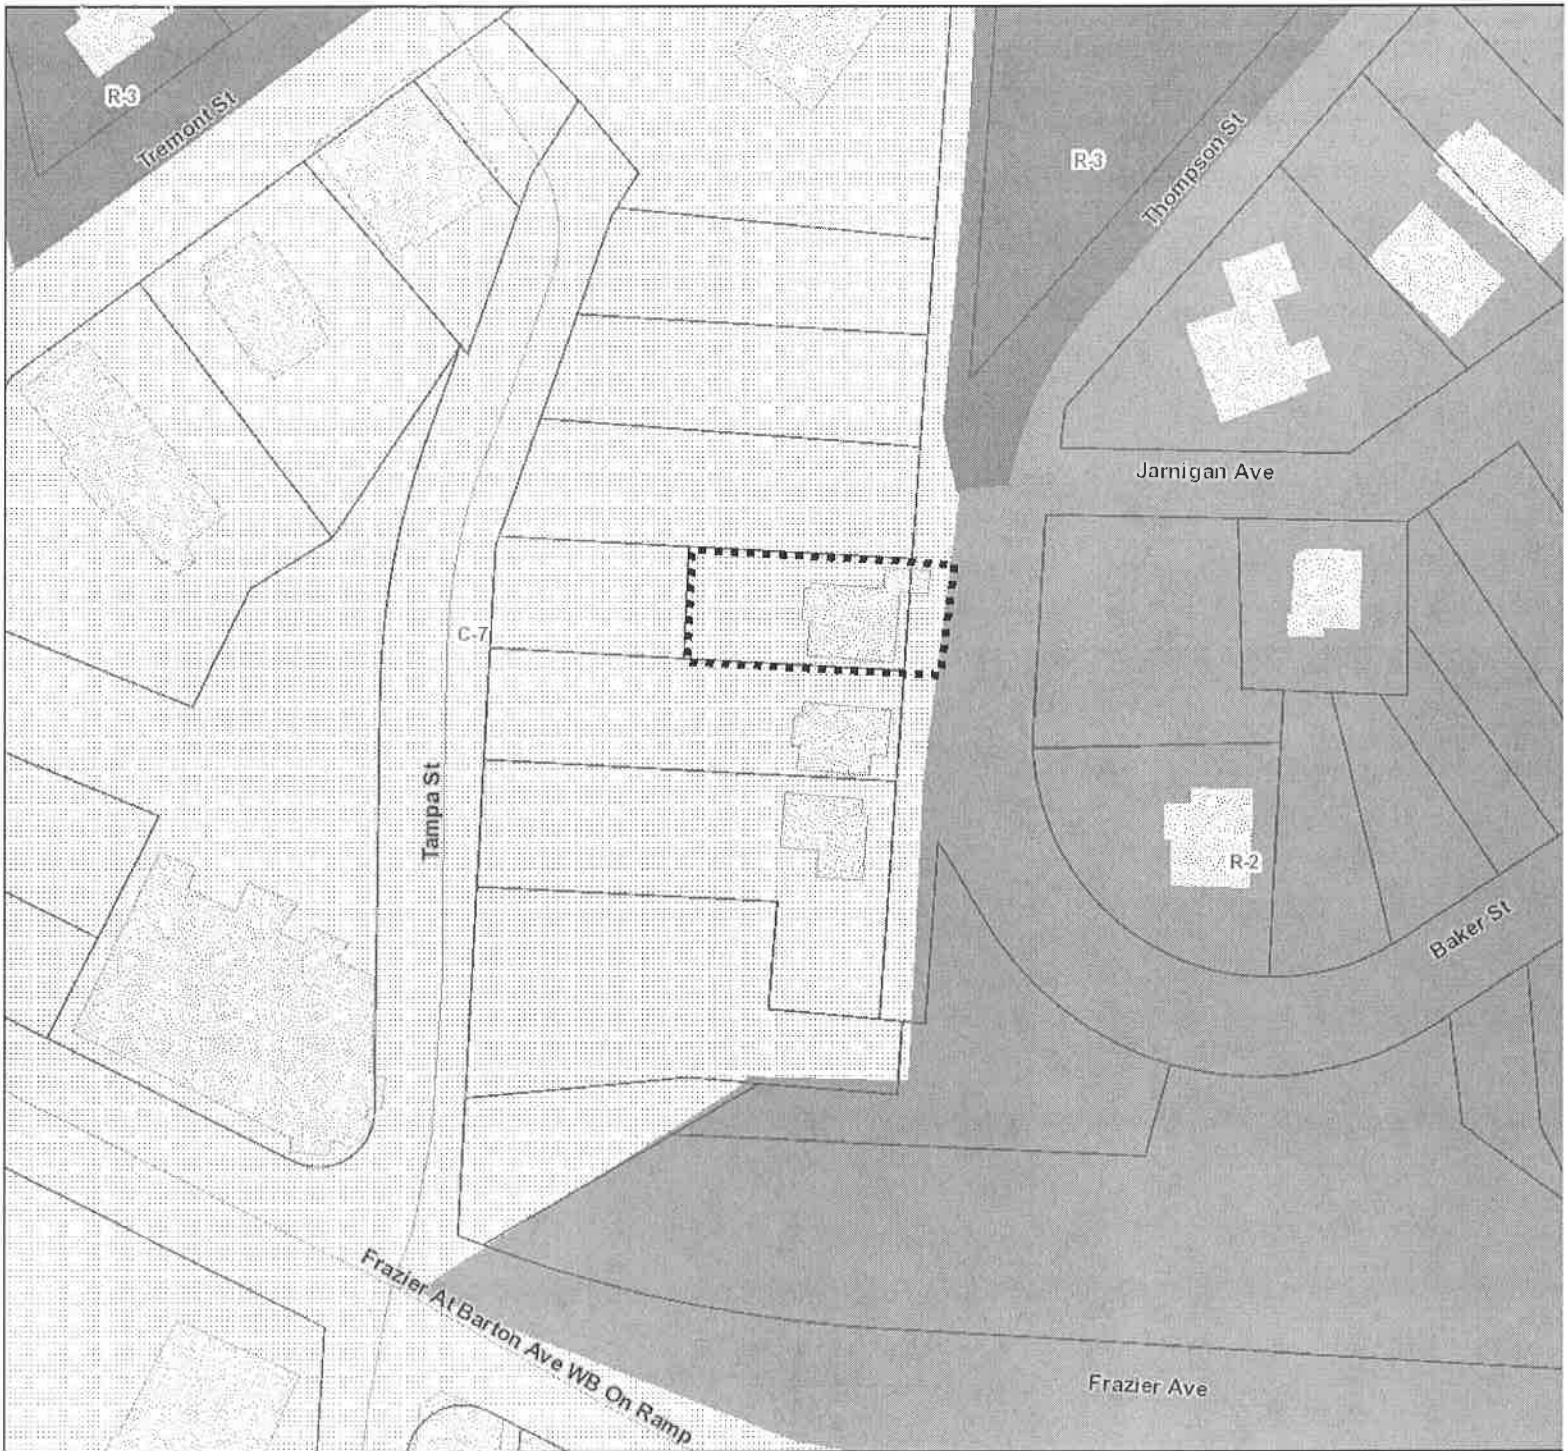 R-3
Tremont St
R-3
Thompson St
Jarnigan Ave
C-7
Tampa St
R-2
Baker St
Frazier At Barton Ave WB On Ramp
Frazier Ave